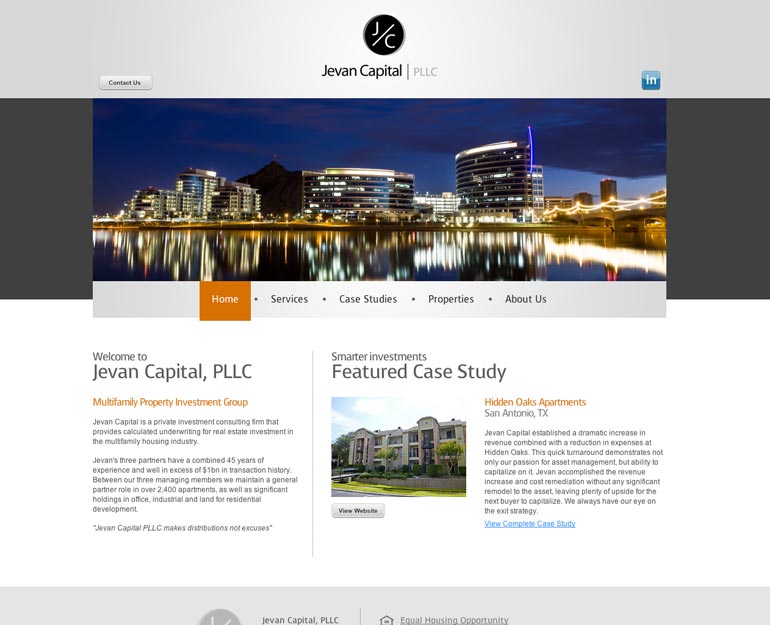 J/C
Jevan Capital | PLLC
Contact Us
in
Home • Services • Case Studies • Properties • About Us
Welcome to
Jevan Capital, PLLC
Multifamily Property Investment Group
Jevan Capital is a private investment consulting firm that
provides calculated underwriting for real estate investment in
the multifamily housing industry.
Jevan's three partners have a combined 45 years of
experience and well in excess of $1bn in transaction history.
Between our three managing members we maintain a general
partner role in over 2,400 apartments, as well as significant
holdings in office, industrial and land for residential
development.
"Jevan Capital PLLC makes distributions not excuses"
Smarter investments
Featured Case Study
View Website
Hidden Oaks Apartments
San Antonio, TX
Jevan Capital established a dramatic increase in
revenue combined with a reduction in expenses at
Hidden Oaks. This quick turnaround demonstrates not
only our passion for asset management, but ability to
capitalize on it. Jevan accomplished the revenue
increase and cost remediation without any significant
remodel to the asset, leaving plenty of upside for the
next buyer to capitalize. We always have our eye on
the exit strategy.
View Complete Case Study
Jevan Capital, PLLC
Equal Housing Opportunity